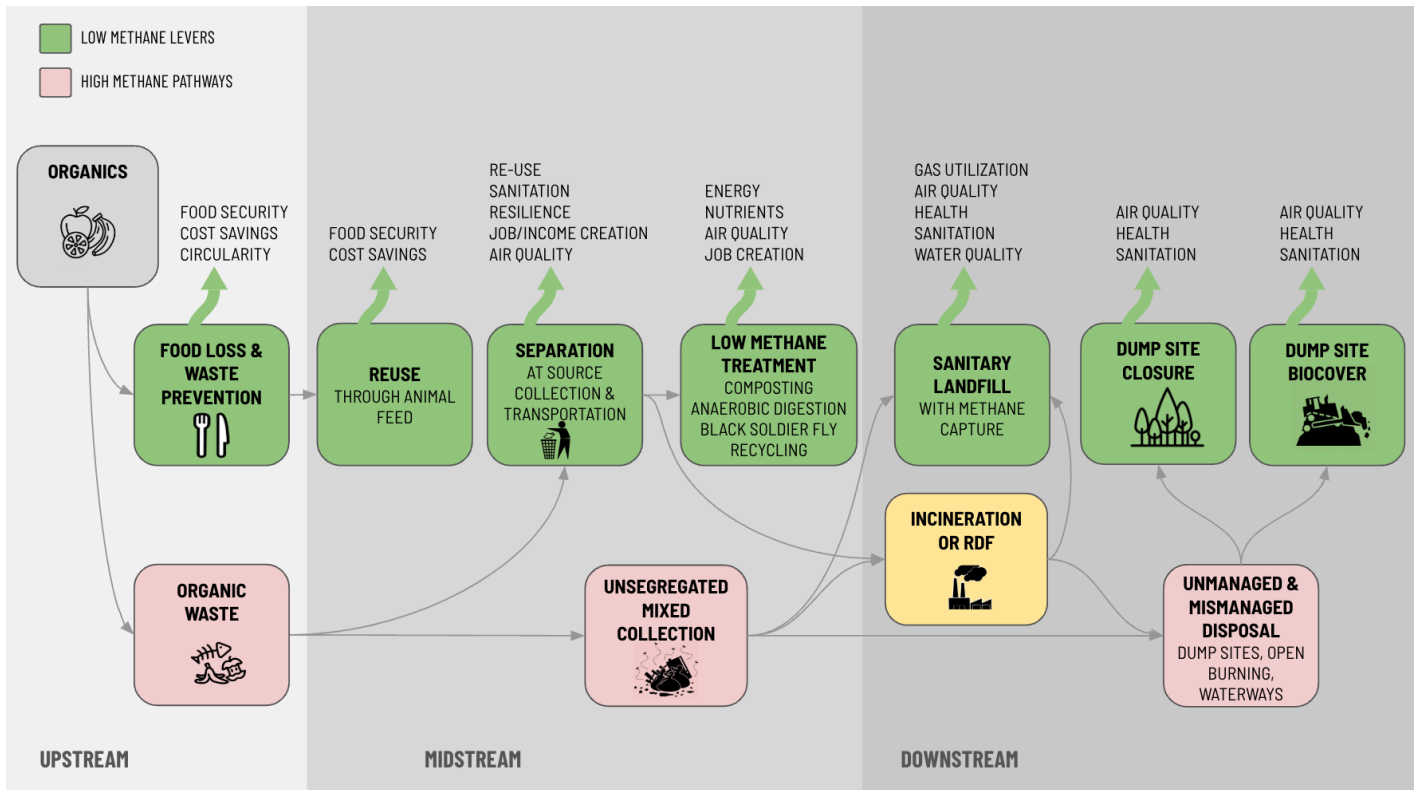 LOW METHANE LEVERS
HIGH METHANE PATHWAYS
ORGANICS
FOOD SECURITY
COST SAVINGS
CIRCULARITY
FOOD SECURITY
COST SAVINGS
RE-USE
SANITATION
RESILIENCE
JOB/INCOME CREATION
AIR QUALITY
ENERGY
NUTRIENTS
AIR QUALITY
JOB CREATION
GAS UTILIZATION
AIR QUALITY
HEALTH
SANITATION
WATER QUALITY
AIR QUALITY
HEALTH
SANITATION
AIR QUALITY
HEALTH
SANITATION
FOOD LOSS &
WASTE
PREVENTION
REUSE
THROUGH ANIMAL
FEED
SEPARATION
AT SOURCE
COLLECTION &
TRANSPORTATION
LOW METHANE
TREATMENT
COMPOSTING
ANAEROBIC DIGESTION
BLACK SOLDIER FLY
RECYCLING
SANITARY
LANDFILL
WITH METHANE
CAPTURE
DUMP SITE
CLOSURE
DUMP SITE
BIOCOVER
INCINERATION
OR RDF
ORGANIC
WASTE
UNSEGREGATED
MIXED
COLLECTION
UNMANAGED &
MISMANAGED
DISPOSAL
DUMP SITES, OPEN
BURNING,
WATERWAYS
UPSTREAM
MIDSTREAM
DOWNSTREAM